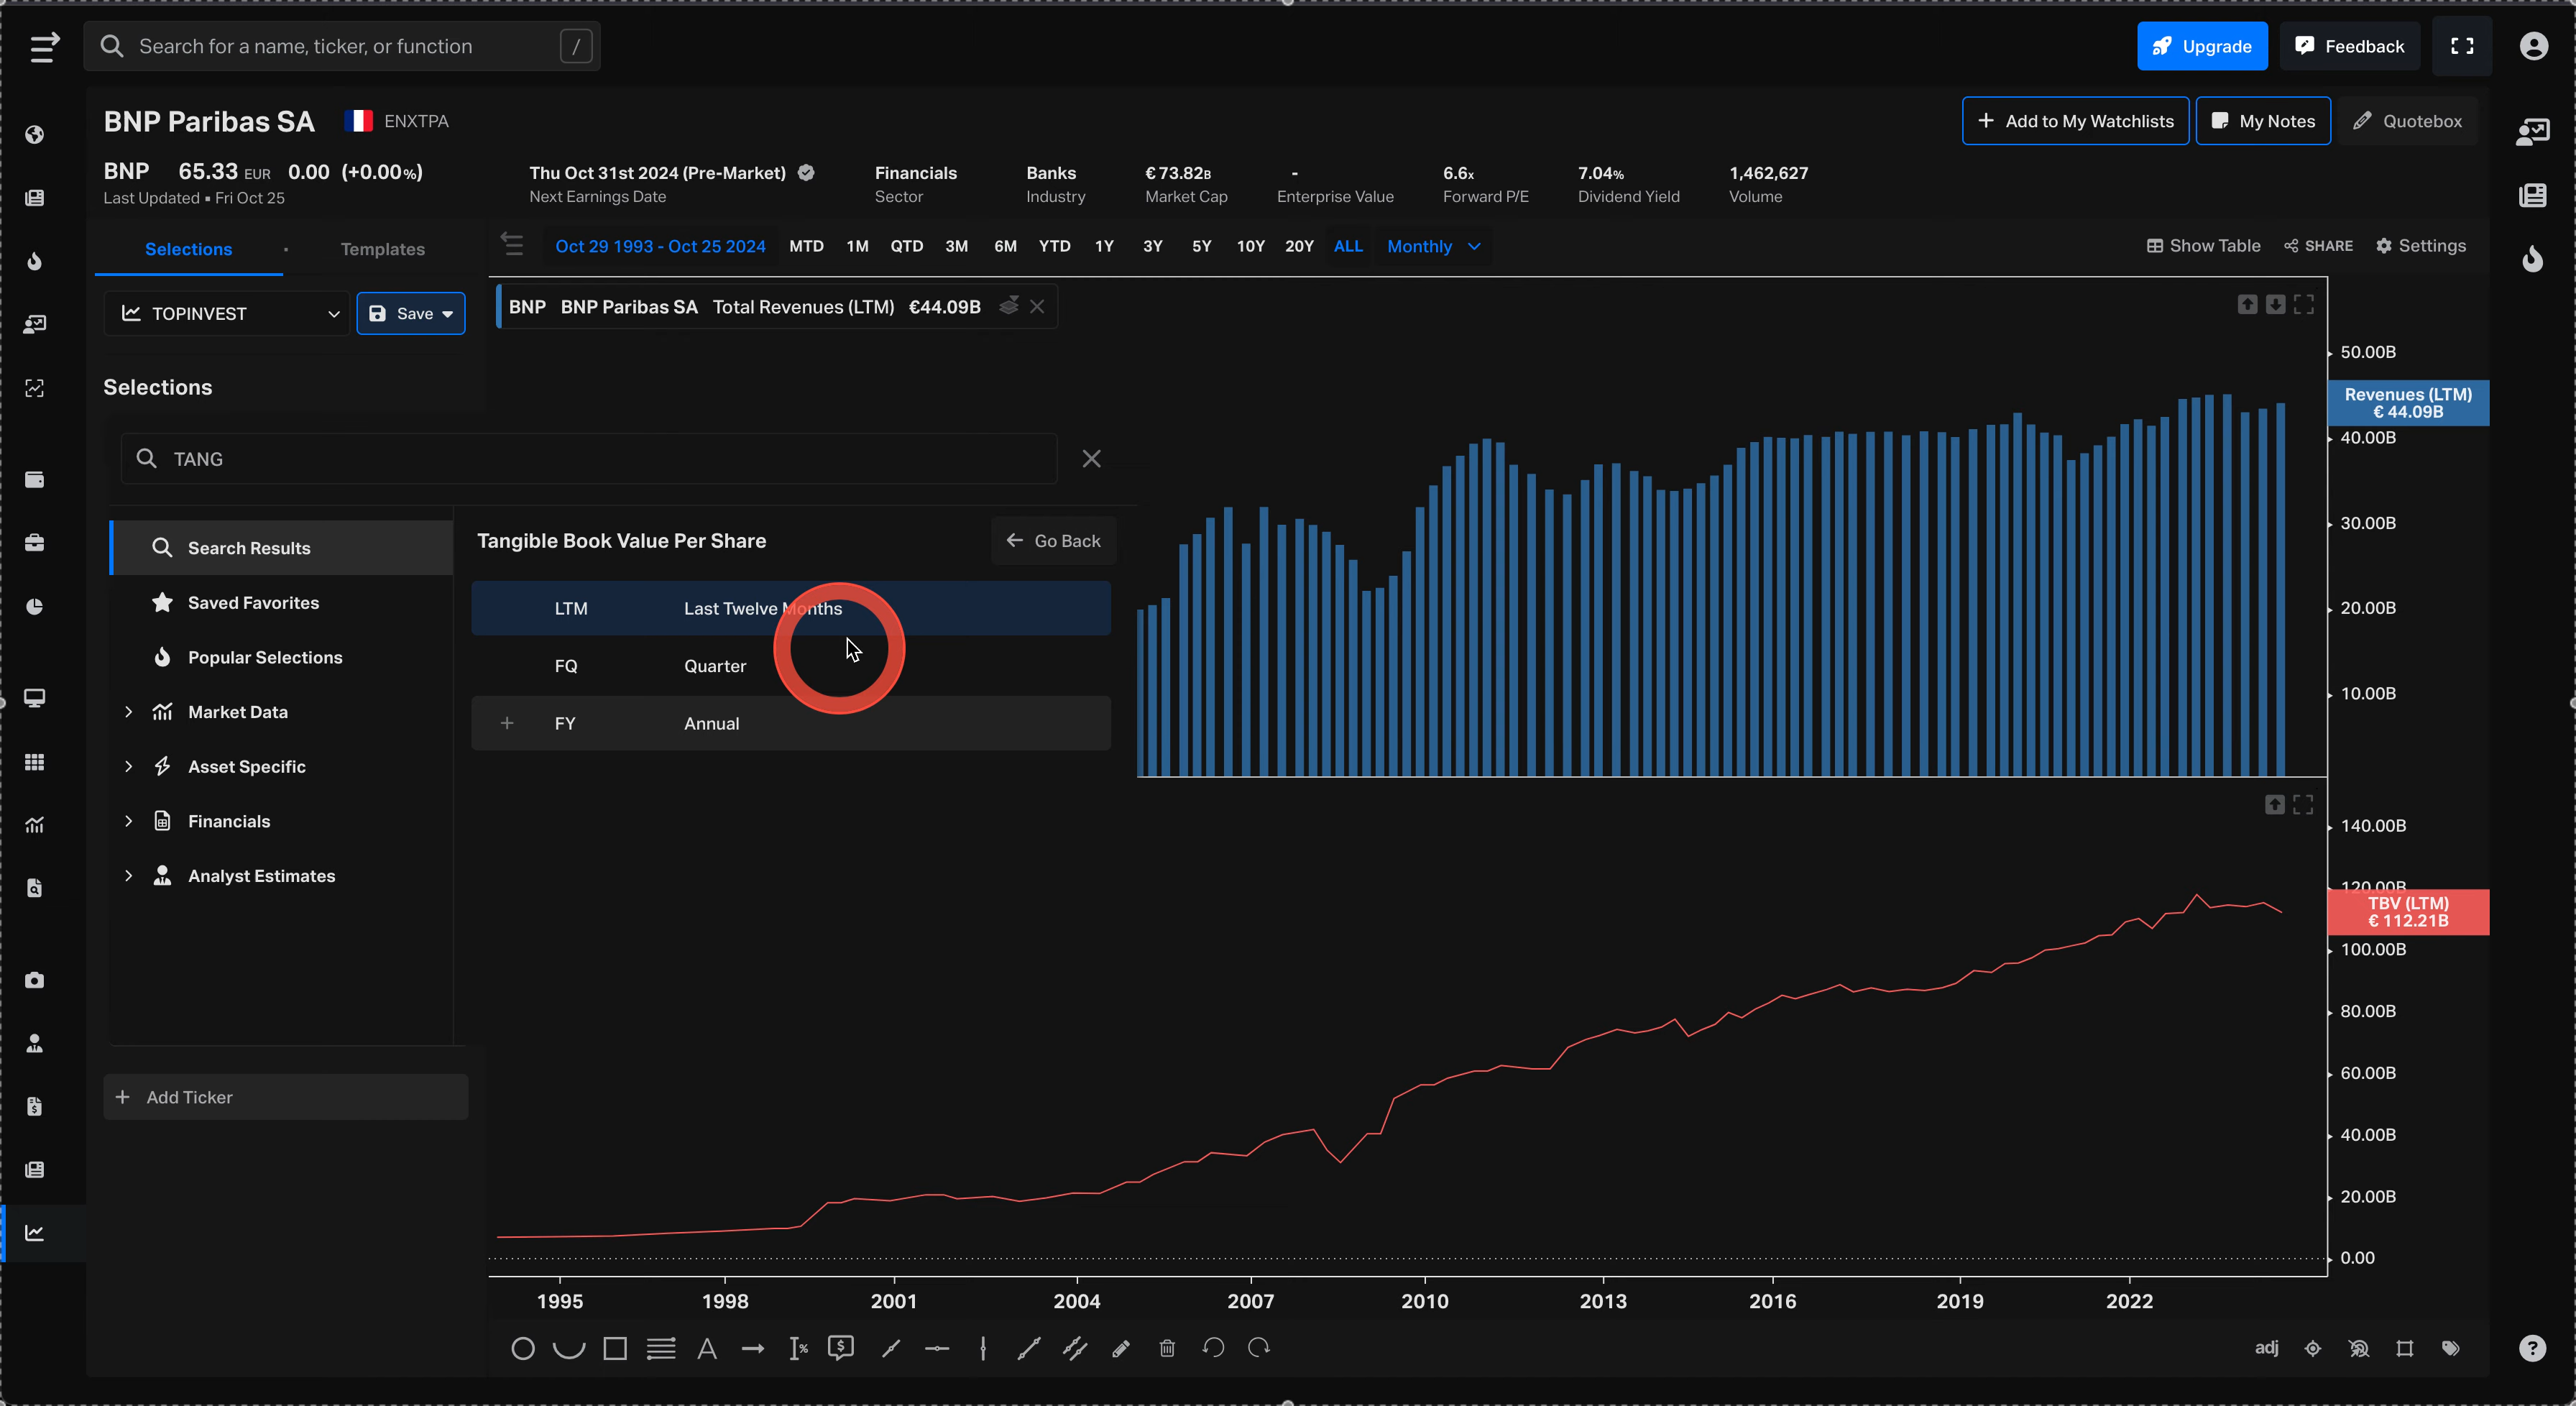 Search for a name, ticker, or function /
Upgrade
Feedback
BNP Paribas SA ENXTPA
Add to My Watchlists
My Notes
Quotebox
BNP 65.33 EUR 0.00 (+0.00%)
Last Updated ▪ Fri Oct 25
Thu Oct 31st 2024 (Pre-Market)
Next Earnings Date
Financials
Sector
Banks
Industry
€ 73.82B
Market Cap
-
Enterprise Value
6.6x
Forward P/E
7.04%
Dividend Yield
1,462,627
Volume
Selections
Templates
Oct 29 1993 - Oct 25 2024 MTD 1M QTD 3M 6M YTD 1Y 3Y 5Y 10Y 20Y ALL Monthly
Show Table
SHARE
Settings
TOPINVEST
Save
BNP BNP Paribas SA Total Revenues (LTM) €44.09B
Selections
TANG
Search Results
Saved Favorites
Popular Selections
Market Data
Asset Specific
Financials
Analyst Estimates
Tangible Book Value Per Share
Go Back
LTM Last Twelve Months
FQ Quarter
+ FY Annual
+ Add Ticker
50.00B
Revenues (LTM)
€ 44.09B
40.00B
30.00B
20.00B
10.00B
140.00B
120.00B
TBV (LTM)
€ 112.21B
100.00B
80.00B
60.00B
40.00B
20.00B
0.00
1995 1998 2001 2004 2007 2010 2013 2016 2019 2022
adj